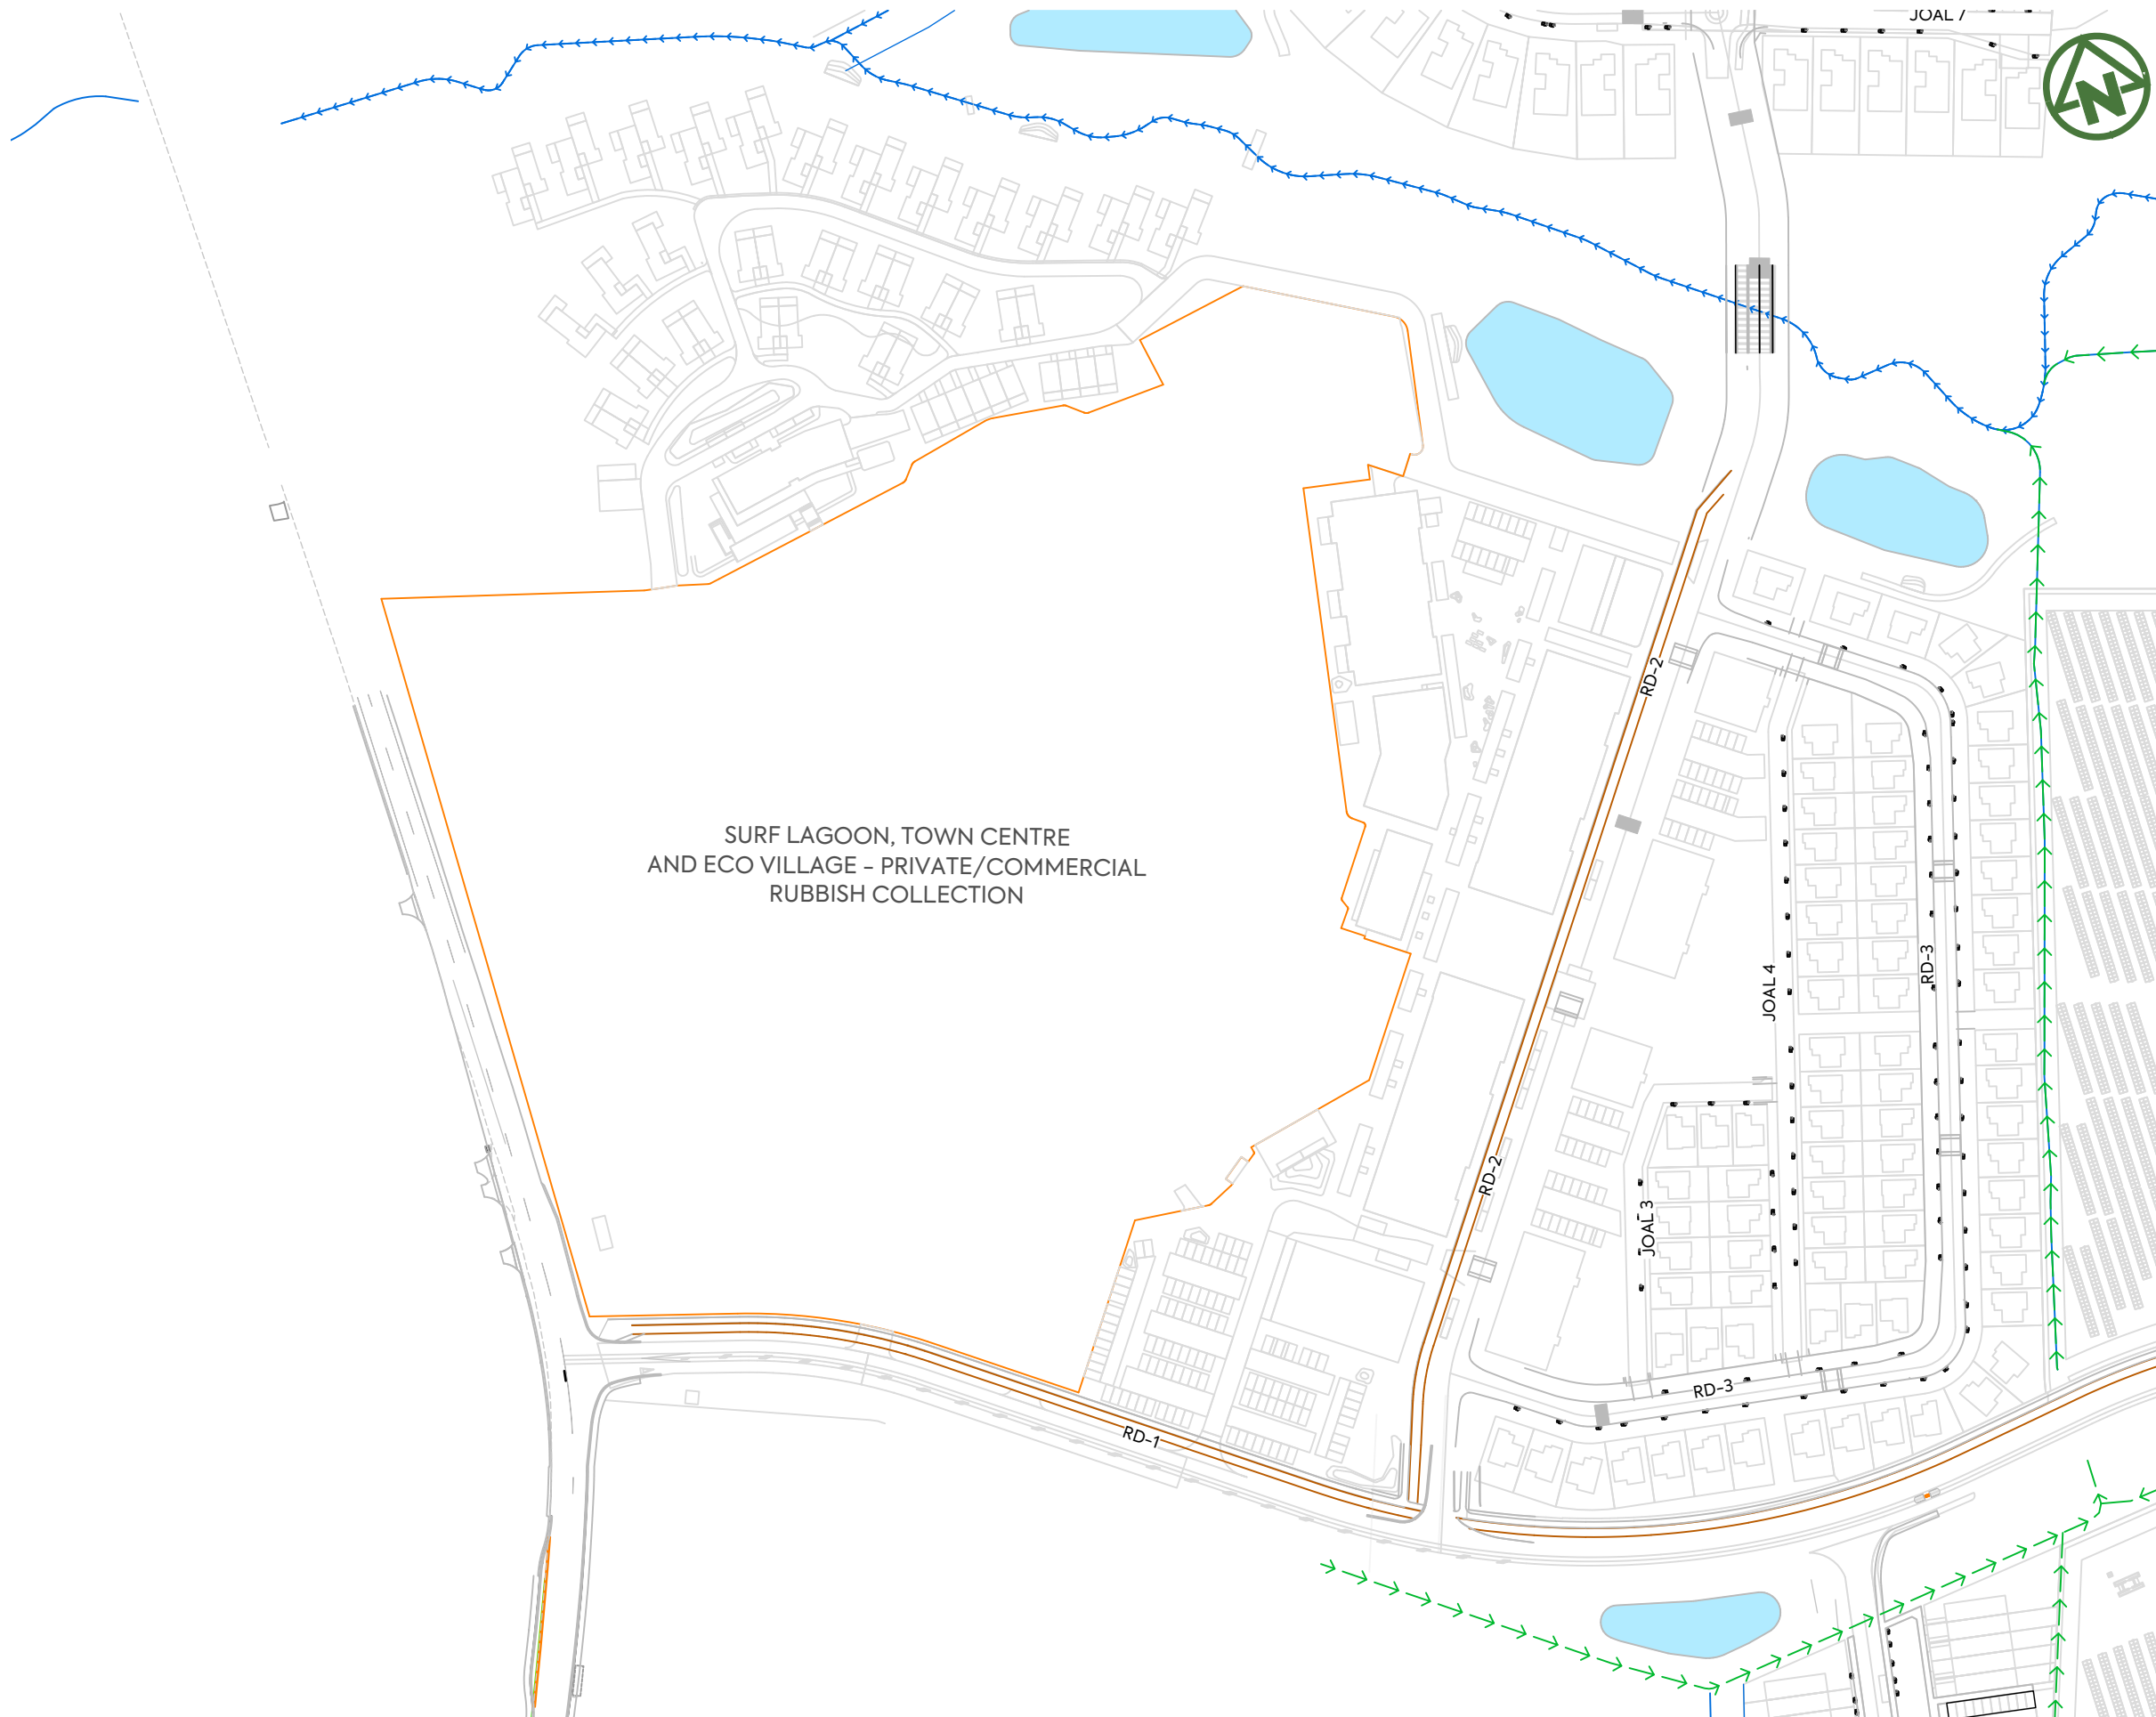 JOAL 7
N
RD-2
SURF LAGOON, TOWN CENTRE
AND ECO VILLAGE - PRIVATE/COMMERCIAL
RUBBISH COLLECTION
JOAL 4
RD-3
RD-2
JOAL 3
RD-3
RD-1